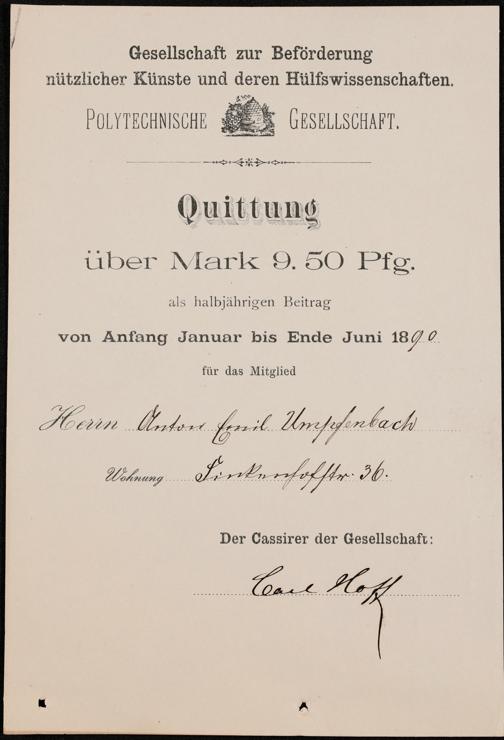 Gesellschaft zur Beförderung
nützlicher Künste und deren Hülfswissenschaften.
POLYTECHNISCHE GESELLSCHAFT.
Quittung
über Mark 9.50 Pfg.
als halbjährigen Beitrag
von Anfang Januar bis Ende Juni 1890
für das Mitglied
Herrn Anton Emil Umpfenbach
Wohnung Finkenhofstr. 36.
Der Cassirer der Gesellschaft:
Carl Hoff